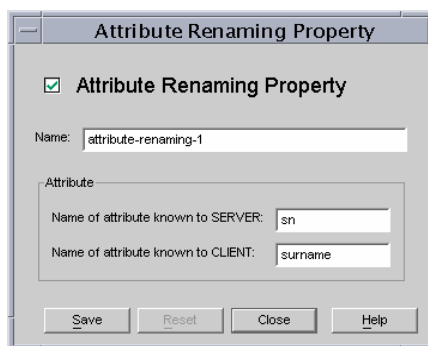 Attribute Renaming Property
Attribute Renaming Property
Name: attribute-renaming-1
Attribute
Name of attribute known to SERVER: sn
Name of attribute known to CLIENT: surname
Save Reset Close Help